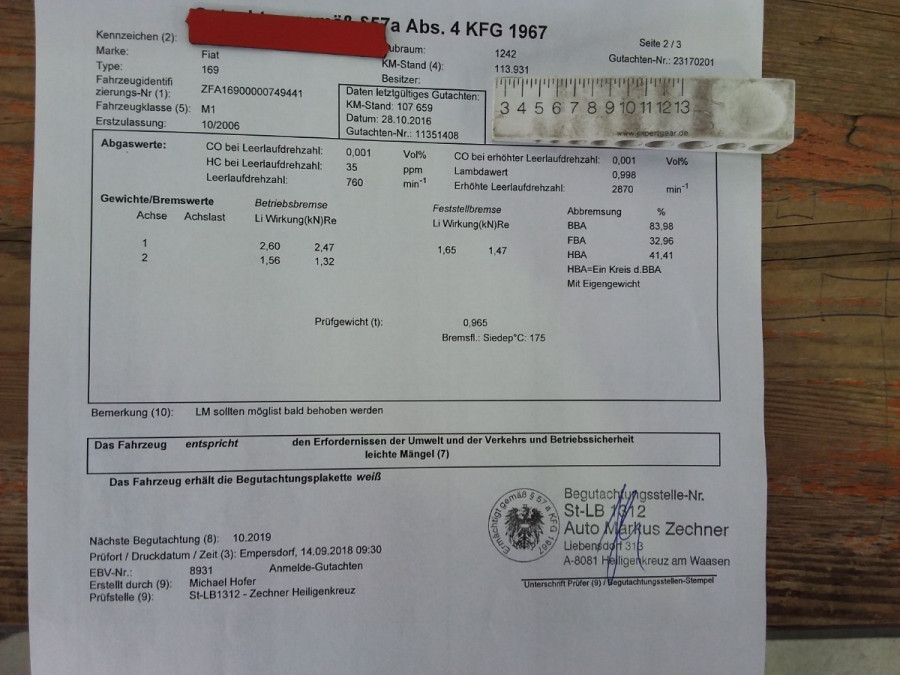 §57a Abs. 4 KFG 1967
Seite 2 / 3
Kennzeichen (2):
ubraum: 1242
Gutachten-Nr.: 23170201
Marke: Fiat
KM-Stand (4): 113.931
Type: 169
Besitzer:
Fahrzeugidentifi
zierungs-Nr (1): ZFA16900000749441
Daten letztgültiges Gutachten:
KM-Stand: 107 659
Fahrzeugklasse (5): M1
Datum: 28.10.2016
Erstzulassung: 10/2006
Gutachten-Nr.: 11351408
3 4 5 6 7 8 9 10 11 12 13
www.expertgaar.de
Abgaswerte: CO bei Leerlaufdrehzahl: 0,001 Vol% CO bei erhöhter Leerlaufdrehzahl: 0,001 Vol%
HC bei Leerlaufdrehzahl: 35 ppm Lambdawert 0,998
Leerlaufdrehzahl: 760 min-1 Erhöhte Leerlaufdrehzahl: 2870 min-1
Gewichte/Bremswerte Betriebsbremse Feststellbremse Abbremsung %
Achse Achslast Li Wirkung(kN)Re Li Wirkung(kN)Re BBA 83,98
FBA 32,96
1 2,60 2,47 1,65 1,47 HBA 41,41
2 1,56 1,32 HBA=Ein Kreis d.BBA
Mit Eigengewicht
Prüfgewicht (t): 0,965
Bremsfl.: Siedep°C: 175
Bemerkung (10): LM sollten möglist bald behoben werden
Das Fahrzeug entspricht den Erfordernissen der Umwelt und der Verkehrs und Betriebssicherheit
leichte Mängel (7)
Das Fahrzeug erhält die Begutachtungsplakette weiß
Ermächtigt gemäß § 57 a KFG 1967
Begutachtungsstelle-Nr.
St-LB 1312
Auto Markus Zechner
Liebensdorf 313
A-8081 Heiligenkreuz am Waasen
Unterschrift Prüfer (9) / Begutachtungsstellen-Stempel
Nächste Begutachtung (8): 10.2019
Prüfort / Druckdatum / Zeit (3): Empersdorf, 14.09.2018 09:30
EBV-Nr.: 8931 Anmelde-Gutachten
Erstellt durch (9): Michael Hofer
Prüfstelle (9): St-LB1312 - Zechner Heiligenkreuz